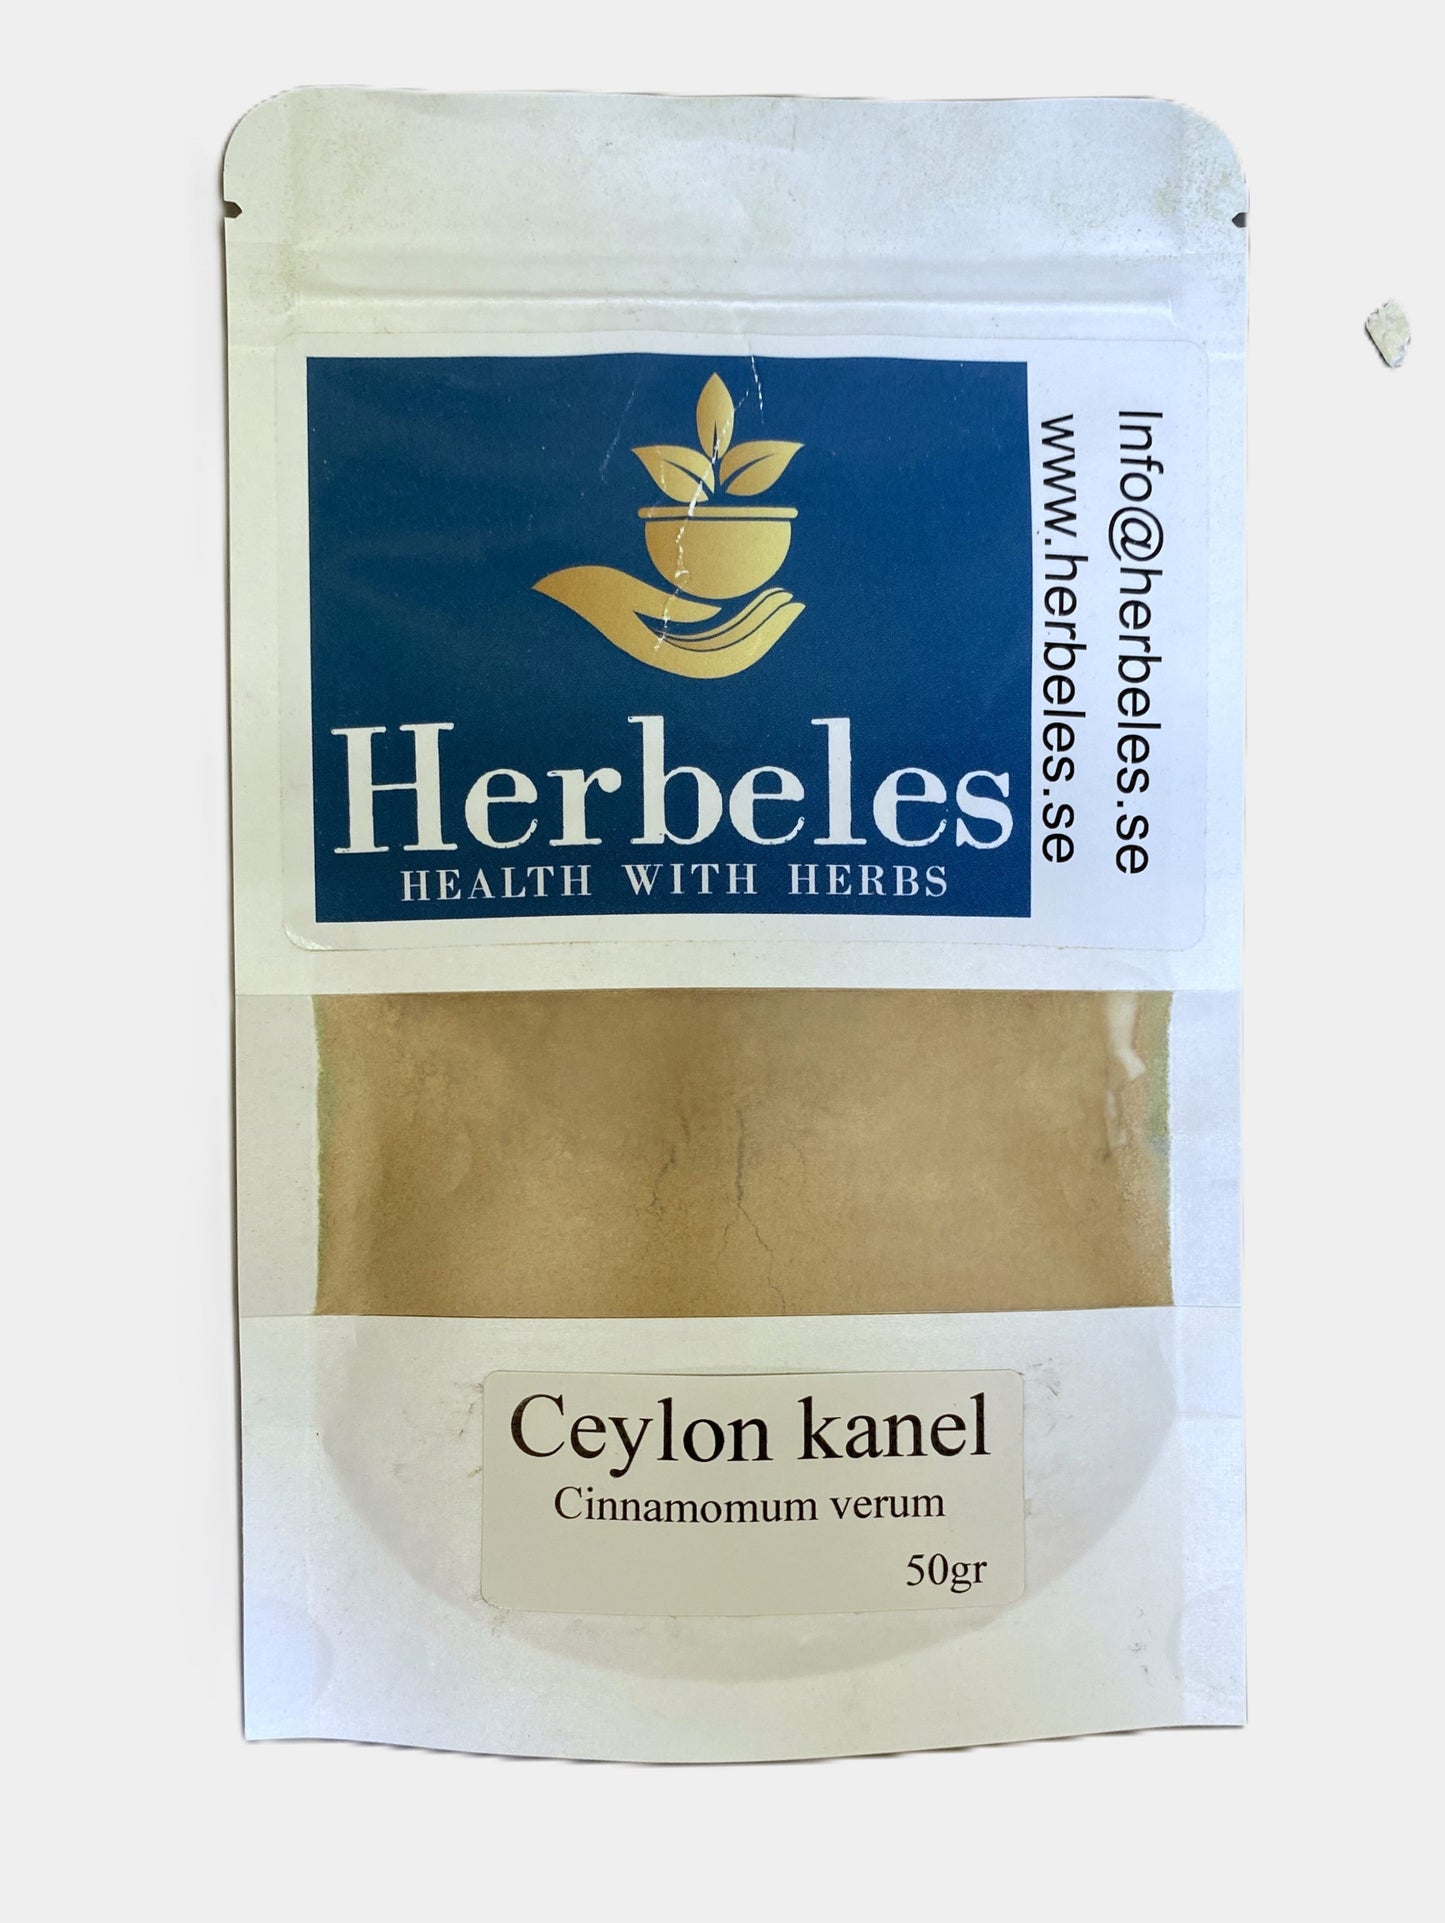 Herbeles
HEALTH WITH HERBS
Info@herbeles.se
www.herbeles.se
Ceylon kanel
Cinnamomum verum
50gr